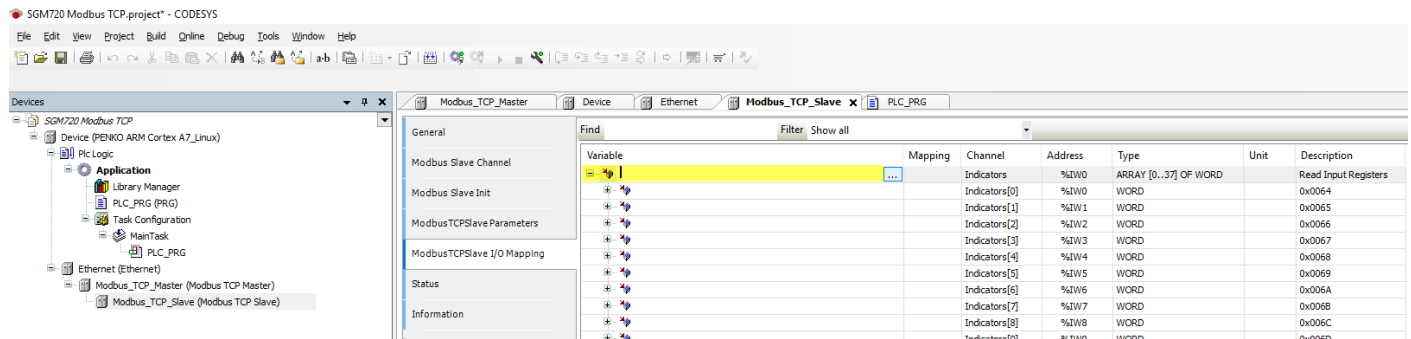 SGM720 Modbus TCP.project* - CODESYS
File Edit View Project Build Online Debug Tools Window Help
Devices
SGM720 Modbus TCP
Device (PENKO ARM Cortex A7_Linux)
Plc Logic
Application
Library Manager
PLC_PRG (PRG)
Task Configuration
MainTask
PLC_PRG
Ethernet (Ethernet)
Modbus_TCP_Master (Modbus TCP Master)
Modbus_TCP_Slave (Modbus TCP Slave)
Modbus_TCP_Master Device Ethernet Modbus_TCP_Slave PLC_PRG
General
Modbus Slave Channel
Modbus Slave Init
ModbusTCPSlave Parameters
ModbusTCPSlave I/O Mapping
Status
Information
Find Filter Show all
Variable Mapping Channel Address Type Unit Description
... Indicators %IW0 ARRAY [0..37] OF WORD Read Input Registers
Indicators[0] %IW0 WORD 0x0064
Indicators[1] %IW1 WORD 0x0065
Indicators[2] %IW2 WORD 0x0066
Indicators[3] %IW3 WORD 0x0067
Indicators[4] %IW4 WORD 0x0068
Indicators[5] %IW5 WORD 0x0069
Indicators[6] %IW6 WORD 0x006A
Indicators[7] %IW7 WORD 0x006B
Indicators[8] %IW8 WORD 0x006C
Indicators[9] %IW9 WORD 0x006D